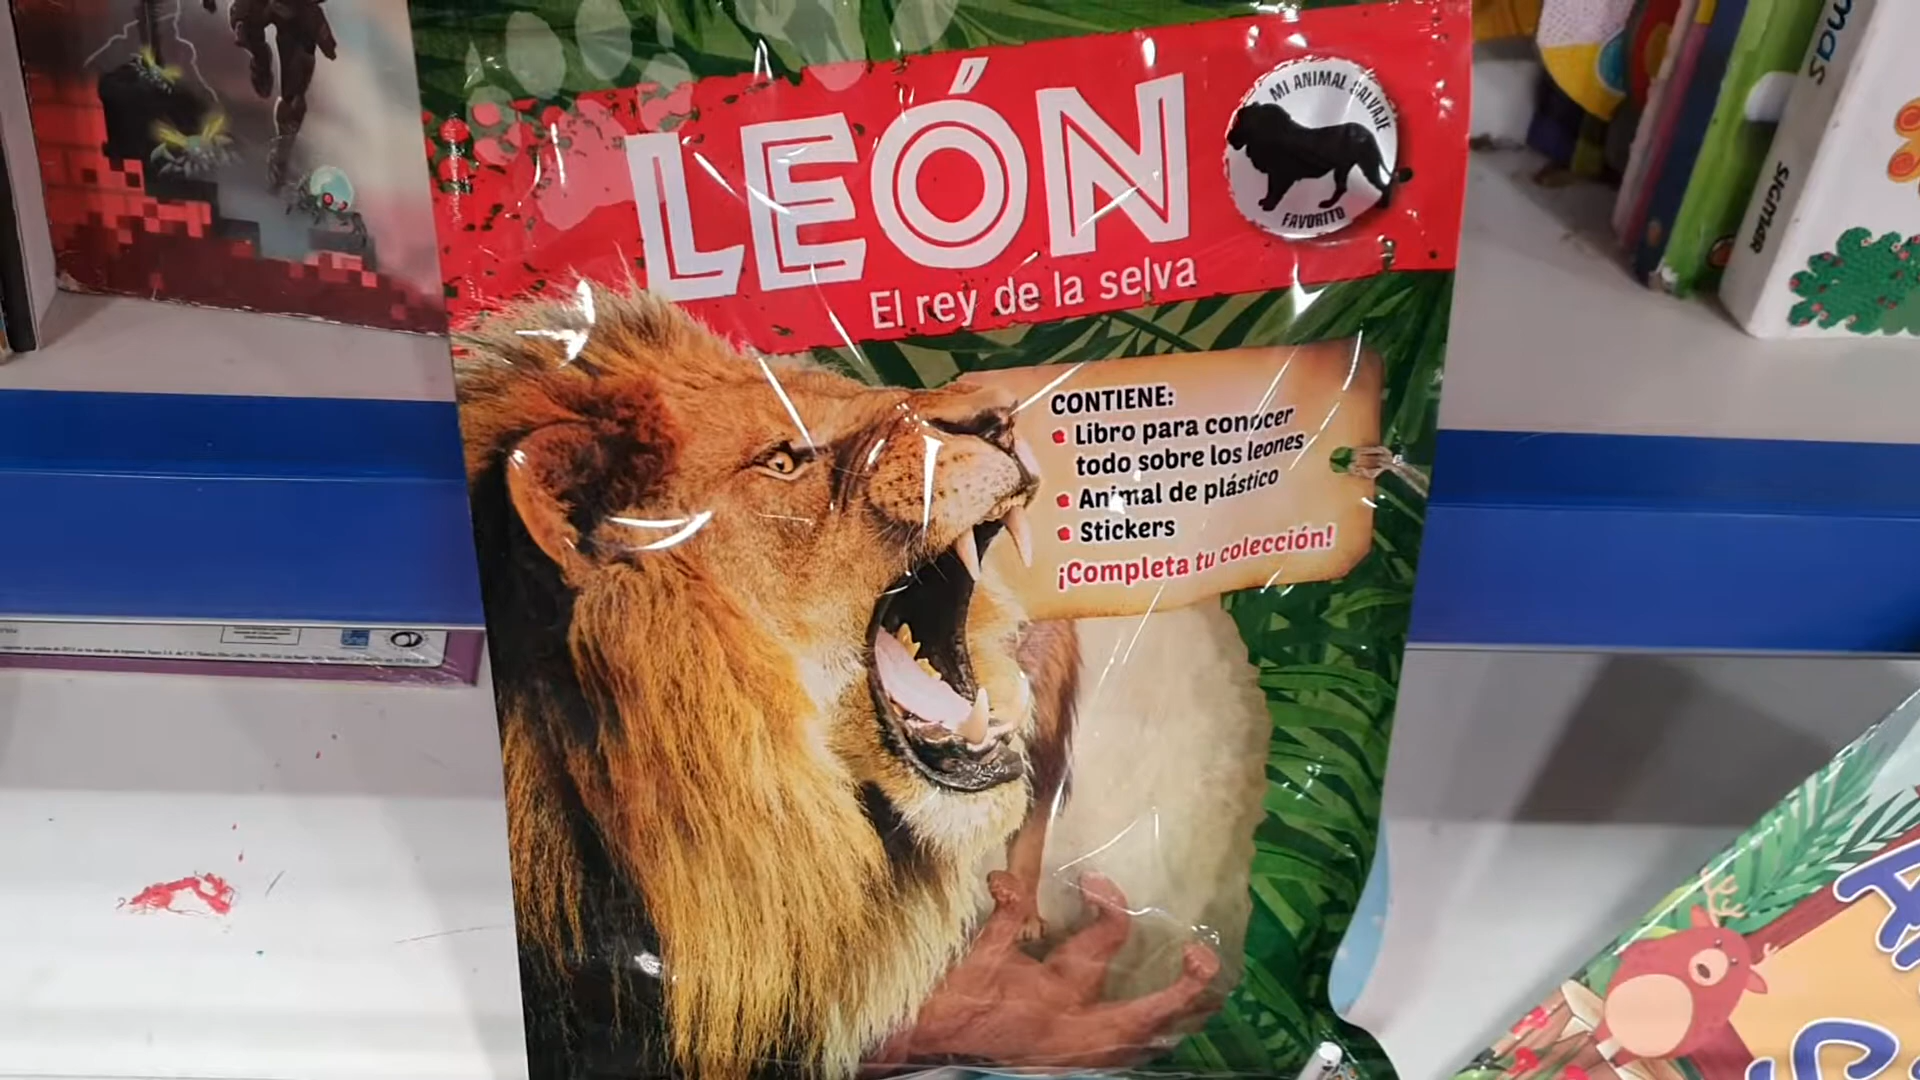 LEÓN
El rey de la selva
MI ANIMAL SALVAJE
FAVORITO
CONTIENE:
Libro para conocer
todo sobre los leones
Animal de plástico
Stickers
¡Completa tu colección!
SIGMAR